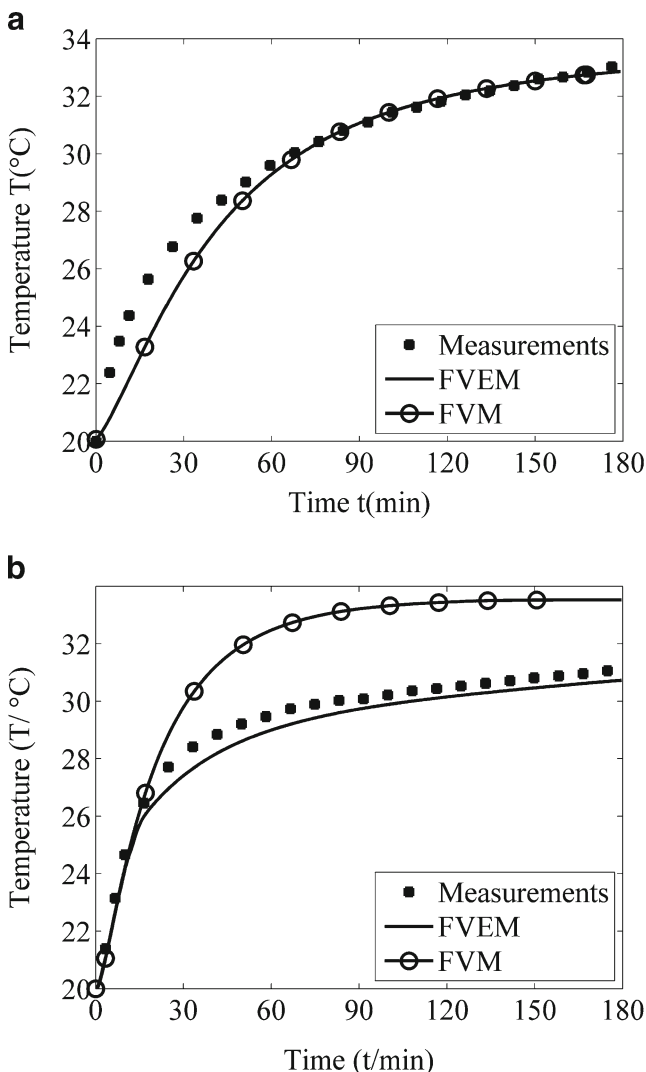 a
34
32
30
28
26
24
22
20
Temperature T(°C)
Measurements
FVEM
FVM
0 30 60 90 120 150 180
Time t(min)
b
32
30
28
26
24
22
20
Temperature (T/ °C)
Measurements
FVEM
FVM
0 30 60 90 120 150 180
Time (t/min)